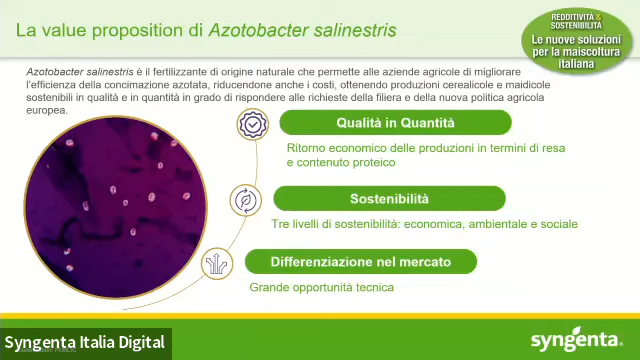 La value proposition di Azotobacter salinestris
REDDITIVITÀ &
SOSTENIBILITÀ
Le nuove soluzioni
per la maiscoltura
italiana
Azotobacter salinestris è il fertilizzante di origine naturale che permette alle aziende agricole di migliorare
l'efficienza della concimazione azotata, riducendone anche i costi, ottenendo produzioni cerealicole e maidicole
sostenibili in qualità e in quantità in grado di rispondere alle richieste della filiera e della nuova politica agricola
europea.
Qualità in Quantità
Ritorno economico delle produzioni in termini di resa
e contenuto proteico
Sostenibilità
Tre livelli di sostenibilità: economica, ambientale e sociale
Differenziazione nel mercato
Grande opportunità tecnica
Syngenta Italia Digital
syngenta